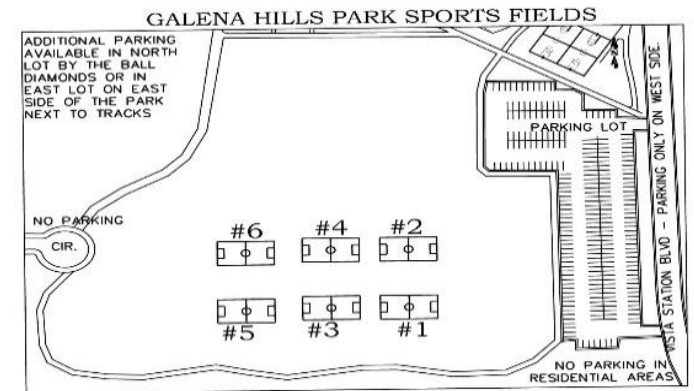 GALENA HILLS PARK SPORTS FIELDS
ADDITIONAL PARKING
AVAILABLE IN NORTH
LOT BY THE BALL
DIAMONDS OR IN
EAST LOT ON EAST
SIDE OF THE PARK
NEXT TO TRACKS
PARKING LOT
VISTA STATION BLVD - PARKING ONLY ON WEST SIDE
NO PARKING
CIR.
#6
#4
#2
#5
#3
#1
NO PARKING IN
RESIDENTIAL AREAS